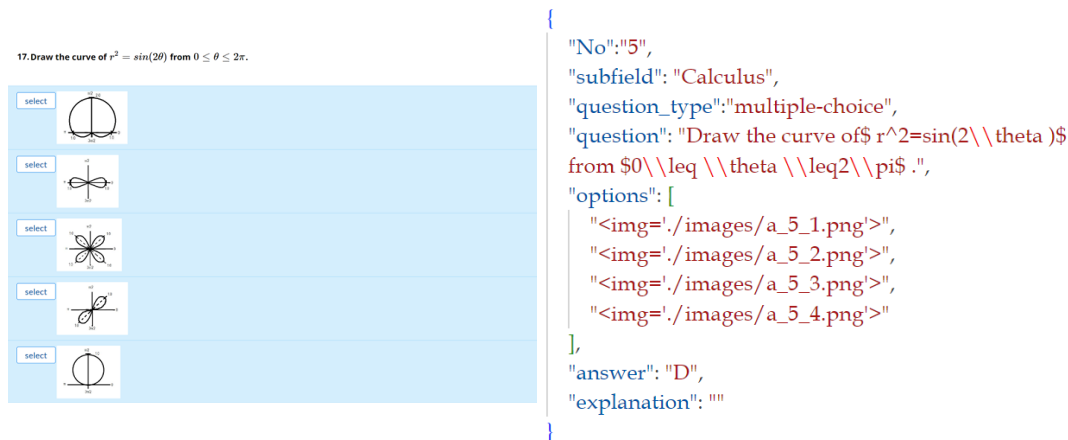 17. Draw the curve of r² = sin(2θ) from 0 ≤ θ ≤ 2π.
select
select
select
select
select
{
"No":"5",
"subfield": "Calculus",
"question_type":"multiple-choice",
"question": "Draw the curve of$ r^2=sin(2\\theta )$
from $0\\leq \\theta \\leq2\\pi$ .",
"options": [
"<img='./images/a_5_1.png'>",
"<img='./images/a_5_2.png'>",
"<img='./images/a_5_3.png'>",
"<img='./images/a_5_4.png'>"
],
"answer": "D",
"explanation": ""
}